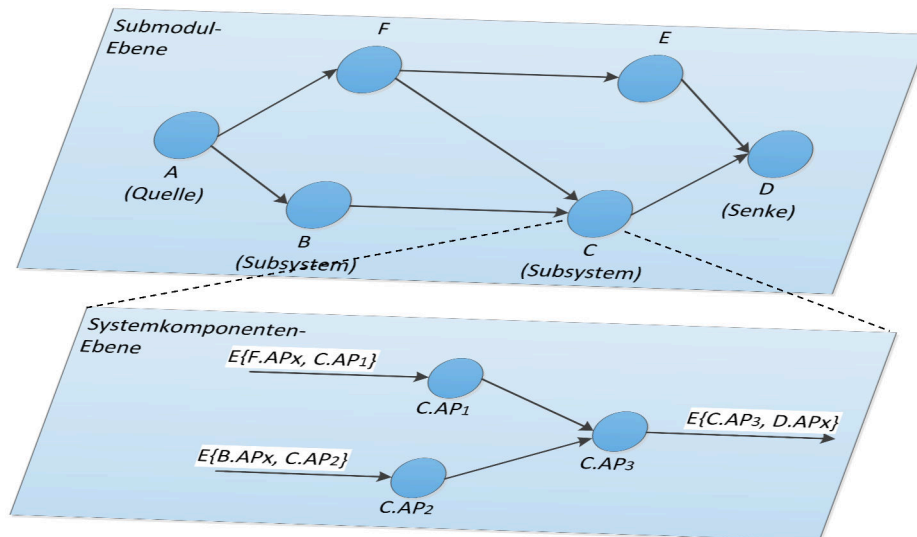 Submodul-
Ebene
F
E
A
(Quelle)
D
(Senke)
B
(Subsystem)
C
(Subsystem)
Systemkomponenten-
Ebene
E{F.APx, C.AP1}
C.AP1
E{C.AP3, D.APx}
C.AP3
E{B.APx, C.AP2}
C.AP2